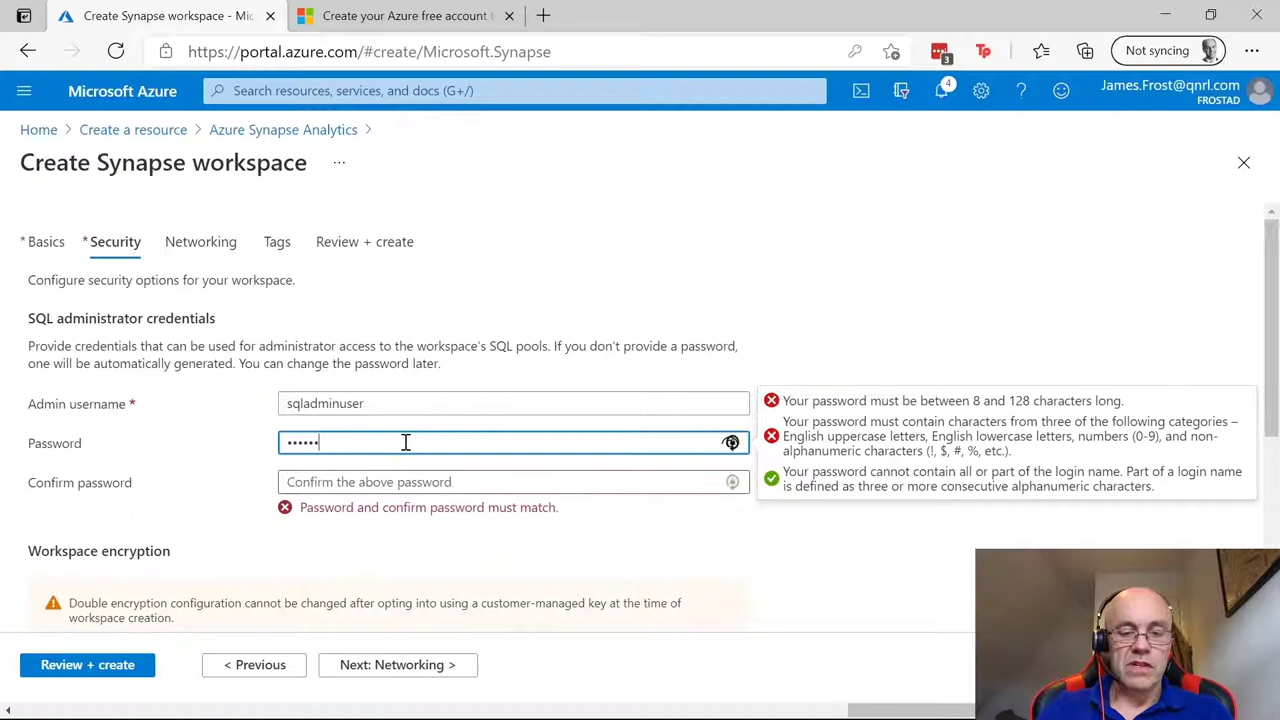 Create Synapse workspace - Mic
Create your Azure free account t
https://portal.azure.com/#create/Microsoft.Synapse
3
Not syncing
Microsoft Azure
Search resources, services, and docs (G+/)
4
James.Frost@qnrl.com
FROSTAD
Home > Create a resource > Azure Synapse Analytics >
Create Synapse workspace ...
* Basics * Security Networking Tags Review + create
Configure security options for your workspace.
SQL administrator credentials
Provide credentials that can be used for administrator access to the workspace's SQL pools. If you don't provide a password,
one will be automatically generated. You can change the password later.
Admin username *
sqladminuser
Password
••••••
Your password must be between 8 and 128 characters long.
Your password must contain characters from three of the following categories –
English uppercase letters, English lowercase letters, numbers (0-9), and non-
alphanumeric characters (!, $, #, %, etc.).
Your password cannot contain all or part of the login name. Part of a login name
is defined as three or more consecutive alphanumeric characters.
Confirm password
Confirm the above password
Password and confirm password must match.
Workspace encryption
Double encryption configuration cannot be changed after opting into using a customer-managed key at the time of
workspace creation.
Review + create
< Previous
Next: Networking >